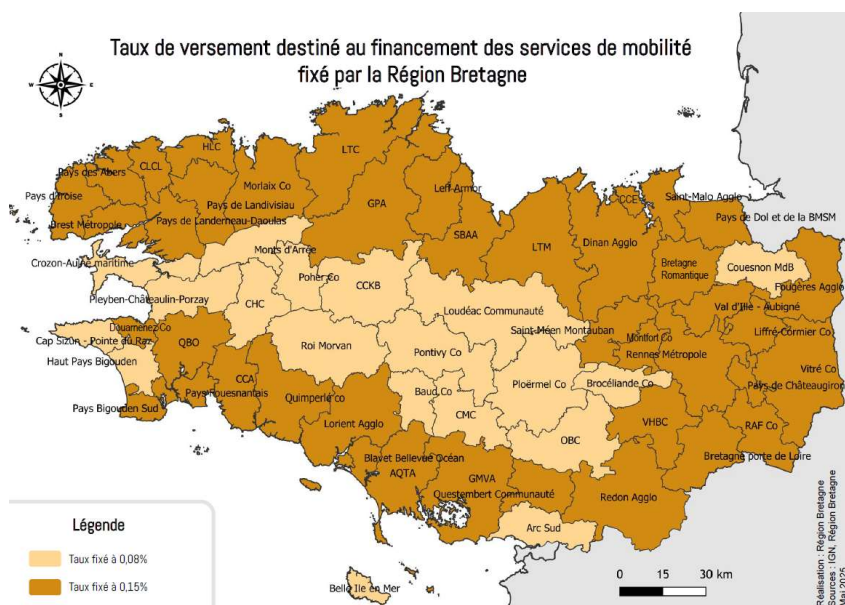 Taux de versement destiné au financement des services de mobilité
fixé par la Région Bretagne
N
W
E
S
HLC
LTC
CLCL
Pays des Abers
Morlaix Co
GPA
Leff Armor
CCE
Saint-Malo Agglo
Pays d'Iroise
Pays de Landivisiau
Pays de Dol et de la BMSM
Brest Métropole
Pays de Landerneau-Daoulas
SBAA
LTM
Dinan Agglo
Monts d'Arrée
Bretagne
Romantique
Couesnon MdB
Crozon-Aulne maritime
Poher Co
CCKB
Fougères Agglo
Pleyben-Châteaulin-Porzay
CHC
Loudéac Communauté
Val d'Ille - Aubigné
Douarnenez Co
Saint-Méen Montauban
Liffré-Cormier Co
Cap Sizun - Pointe du Raz
QBO
Roi Morvan
Pontivy Co
Montfort Co
Rennes Métropole
Haut Pays Bigouden
Vitré Co
CCA
Ploërmel Co
Brocéliande Co
Pays de Châteaugiron
Pays Fouesnantais
Quimperlé co
Baud Co
Pays Bigouden Sud
CMC
VHBC
RAF Co
Lorient Agglo
OBC
Blavet Bellevue Océan
Bretagne porte de Loire
AQTA
GMVA
Questembert Communauté
Redon Agglo
Arc Sud
Belle Ile en Mer
Légende
Taux fixé à 0,08%
Taux fixé à 0,15%
0 15 30 km
Réalisation : Région Bretagne
Sources : IGN, Région Bretagne
Mai 2025